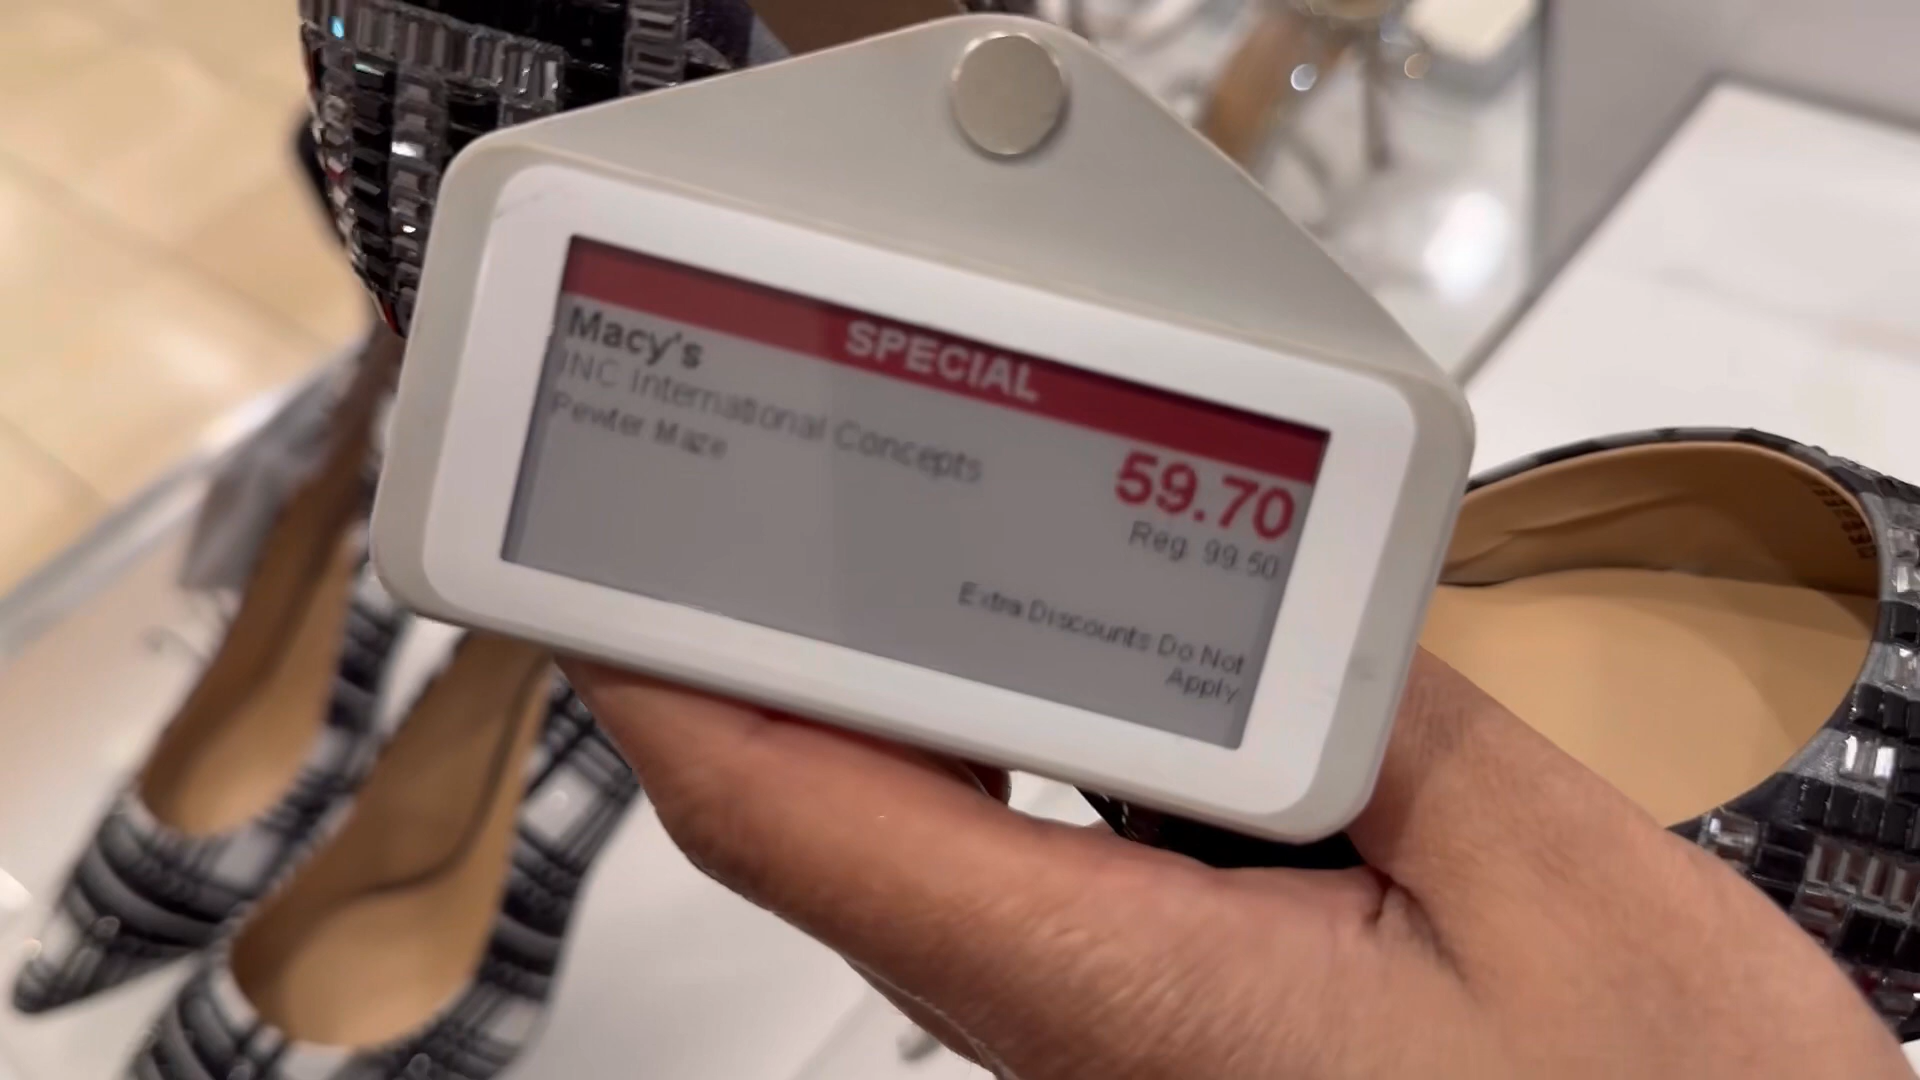 SPECIAL
Macy's
INC International Concepts
Pewter Maze
59.70
Reg. 99.50
Extra Discounts Do Not
Apply